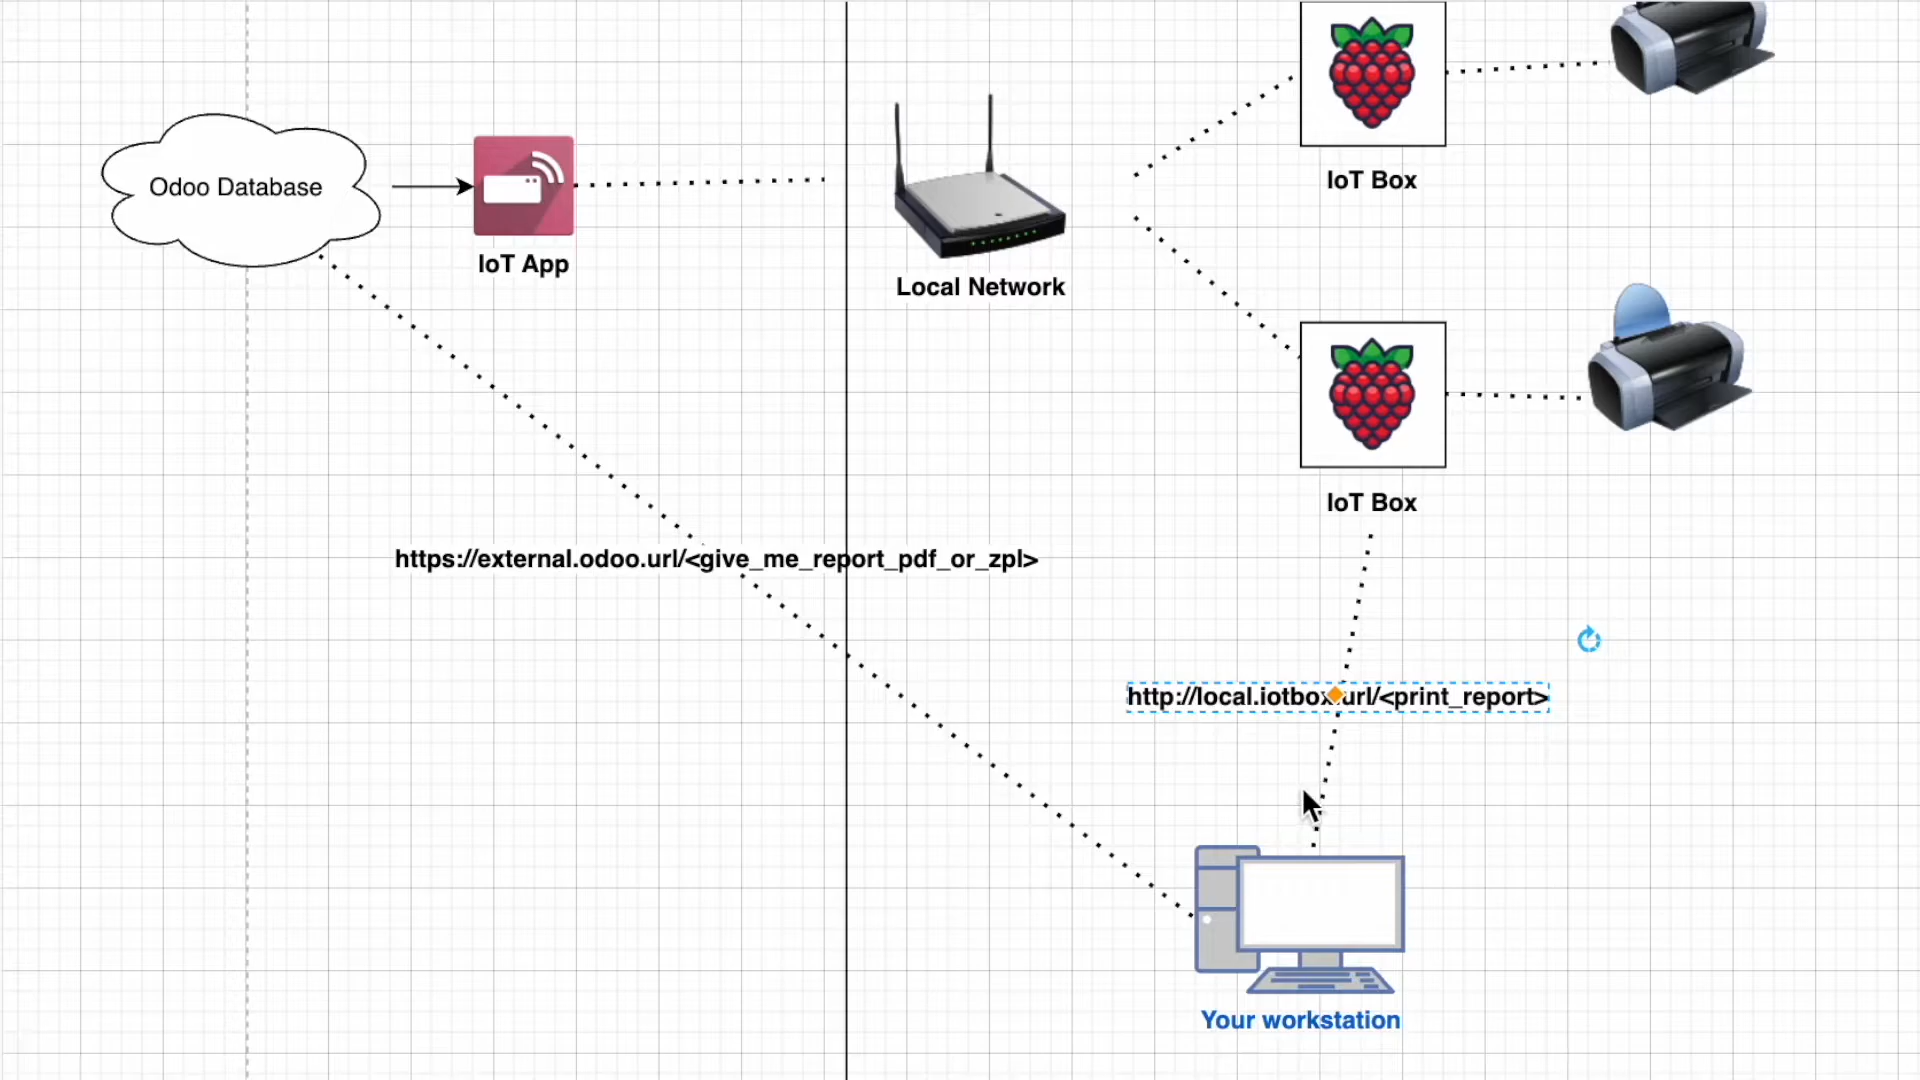 Odoo Database
IoT App
Local Network
IoT Box
IoT Box
https://external.odoo.url/<give_me_report_pdf_or_zpl>
http://local.iotbox.url/<print_report>
Your workstation